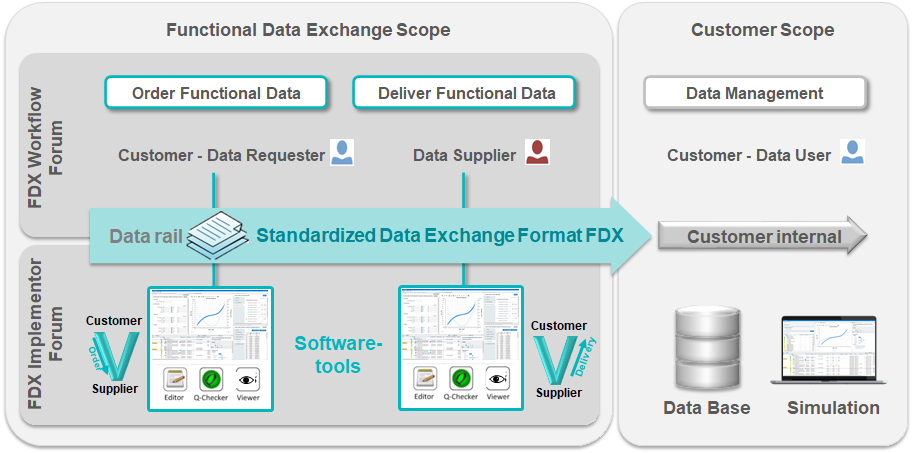 Functional Data Exchange Scope
Customer Scope
FDX Workflow
Forum
Order Functional Data
Deliver Functional Data
Data Management
Customer - Data Requester
Data Supplier
Customer - Data User
Data rail
Standardized Data Exchange Format FDX
Customer internal
FDX Implementor
Forum
Customer
Order
Supplier
Editor
Q-Checker
Viewer
Software-
tools
Editor
Q-Checker
Viewer
Customer
Delivery
Supplier
Data Base
Simulation